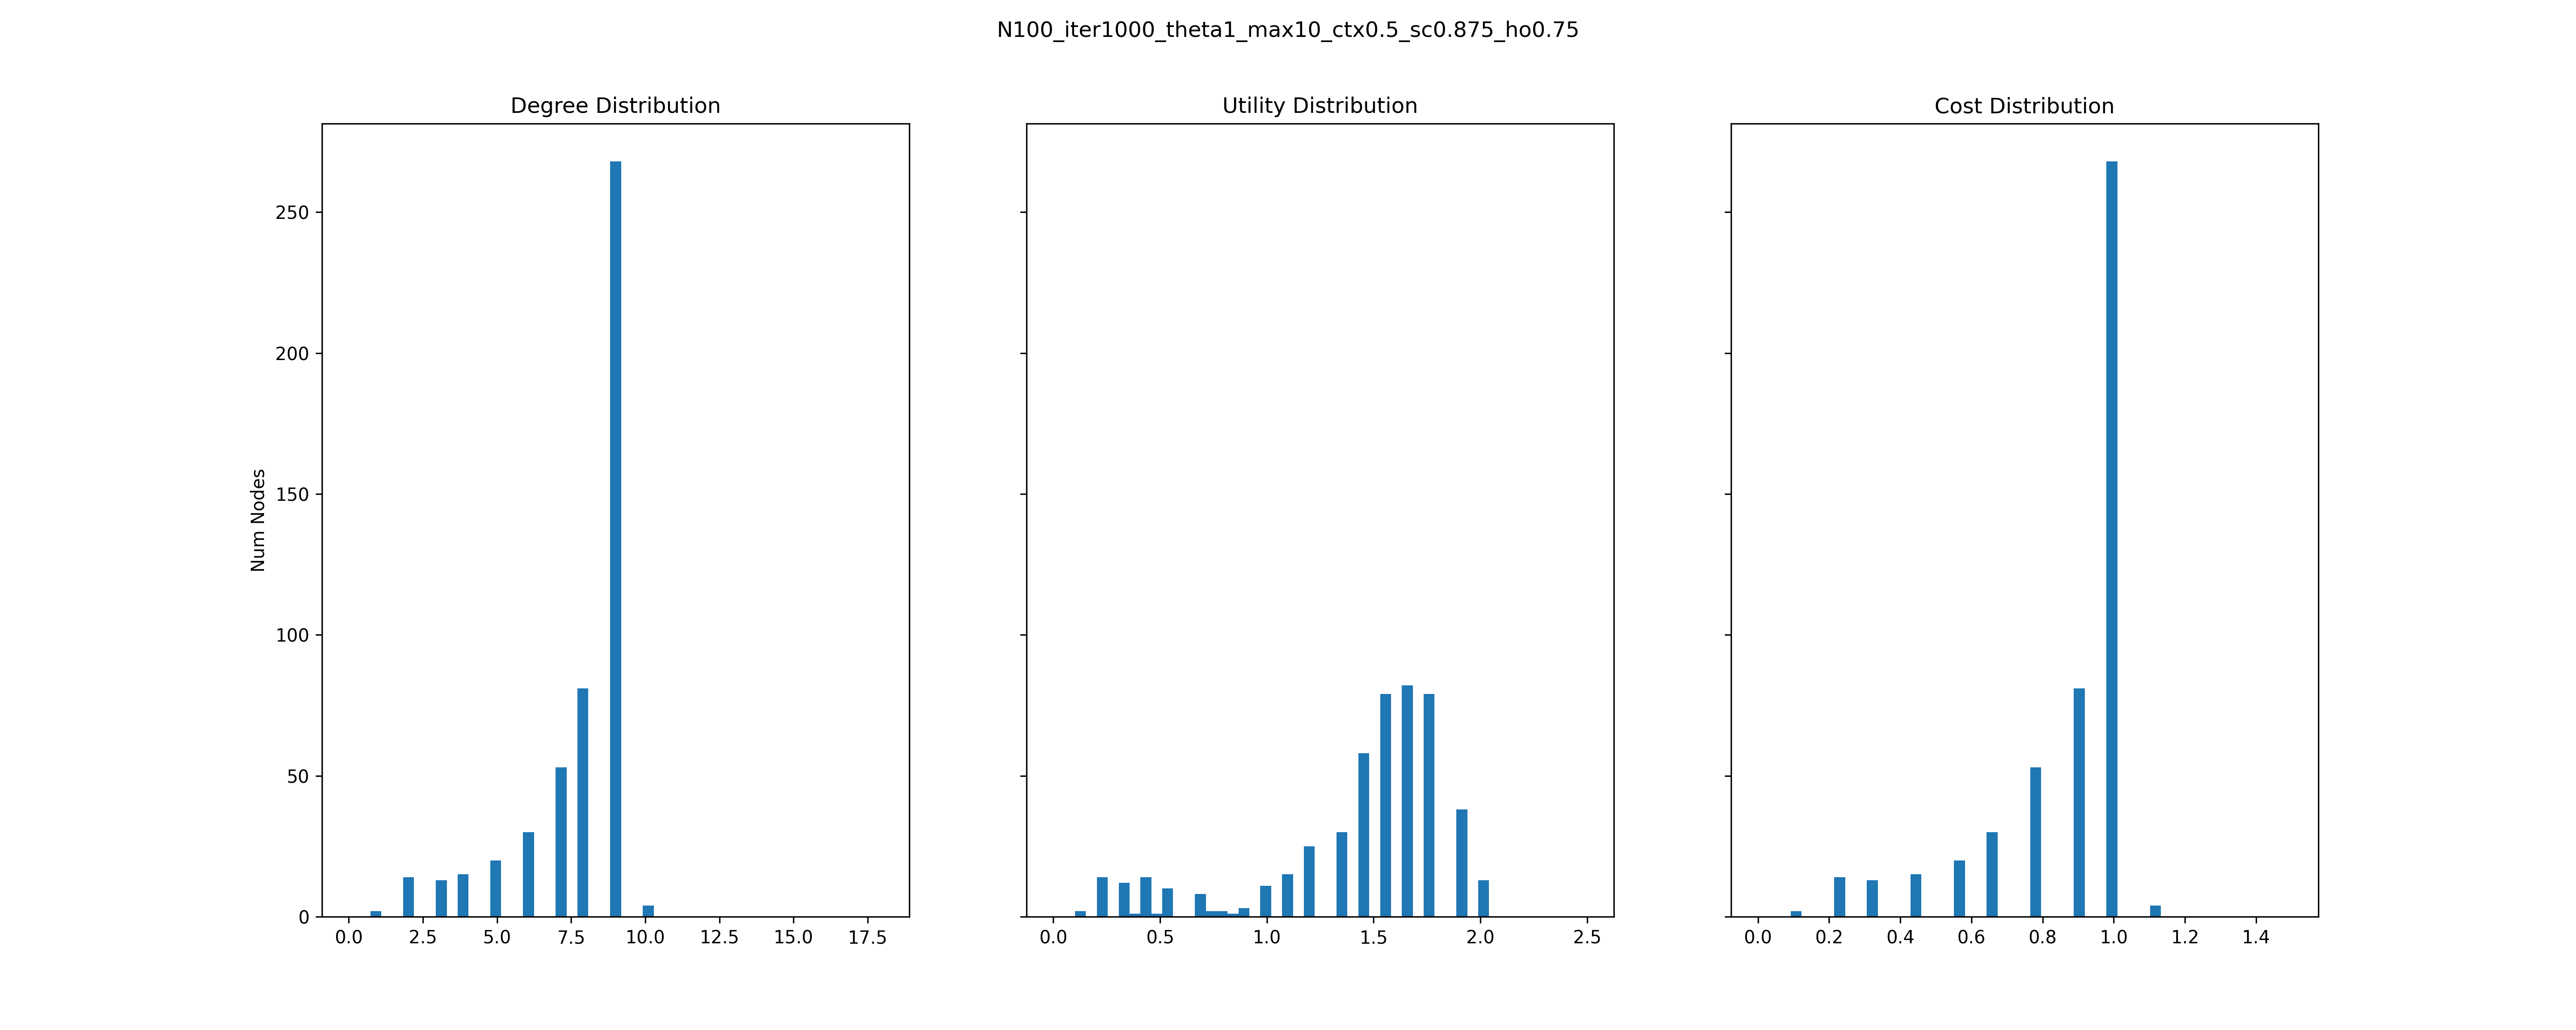 N100_iter1000_theta1_max10_ctx0.5_sc0.875_ho0.75
Degree Distribution
Utility Distribution
Cost Distribution
Num Nodes
250
200
150
100
50
0
0.0 2.5 5.0 7.5 10.0 12.5 15.0 17.5
0.0 0.5 1.0 1.5 2.0 2.5
0.0 0.2 0.4 0.6 0.8 1.0 1.2 1.4